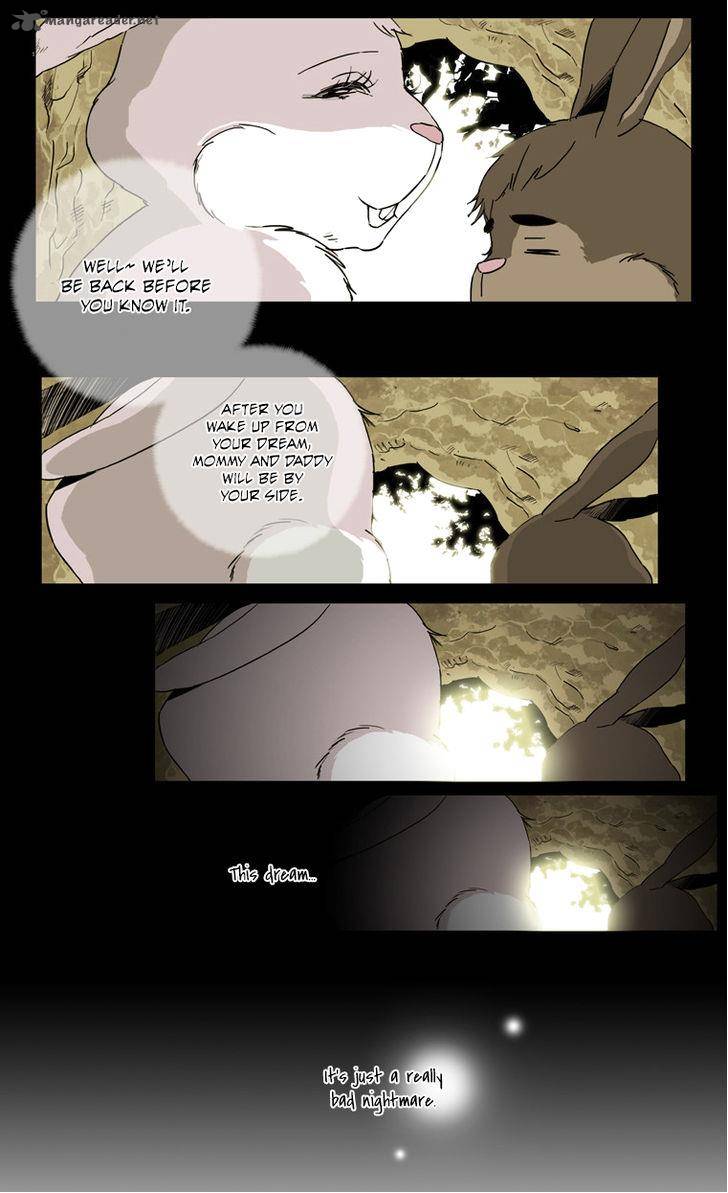 mangareader.net
WELL~ WE'LL
BE BACK BEFORE
YOU KNOW IT.
AFTER YOU
WAKE UP FROM
YOUR DREAM,
MOMMY AND DADDY
WILL BE BY
YOUR SIDE.
This dream...
It's just a really
bad nightmare.